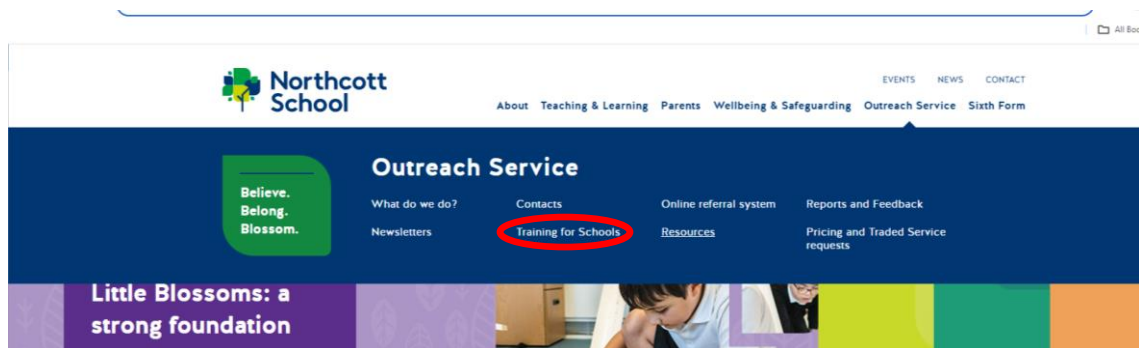 All Boo
Northcott
School
EVENTS NEWS CONTACT
About Teaching & Learning Parents Wellbeing & Safeguarding Outreach Service Sixth Form
Outreach Service
Believe.
Belong.
Blossom.
What do we do? Contacts Online referral system Reports and Feedback
Newsletters Training for Schools Resources Pricing and Traded Service
requests
Little Blossoms: a
strong foundation